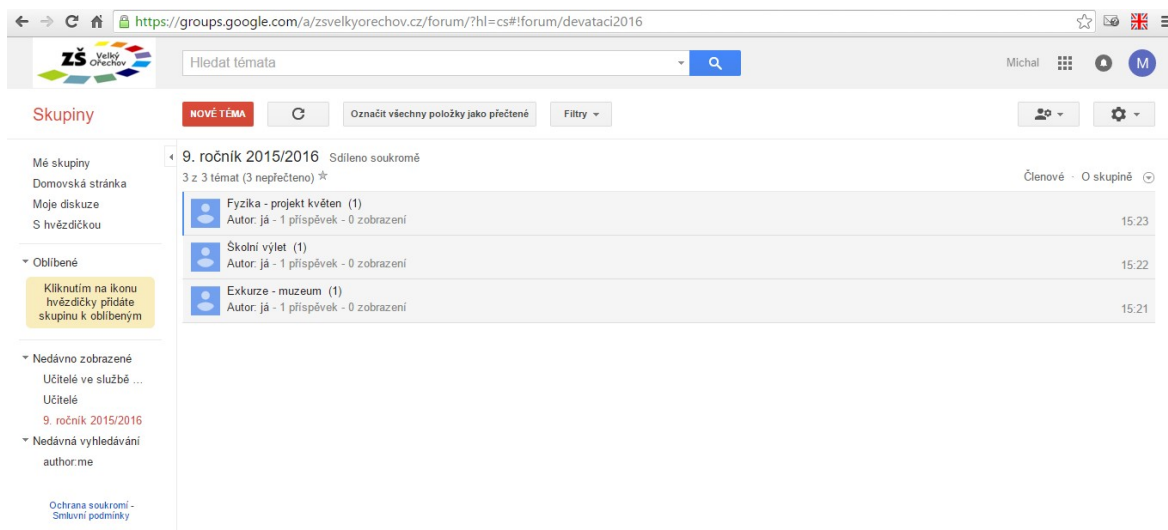 https://groups.google.com/a/zsvelkyorechov.cz/forum/?hl=cs#!forum/devataci2016
ZŠ Velký Ořechov
Hledat témata
Michal
M
Skupiny
NOVÉ TÉMA
Označit všechny položky jako přečtené
Filtry
Mé skupiny
Domovská stránka
Moje diskuze
S hvězdičkou
Oblíbené
Kliknutím na ikonu
hvězdičky přidáte
skupinu k oblíbeným
Nedávno zobrazené
Učitelé ve službě ...
Učitelé
9. ročník 2015/2016
Nedávná vyhledávání
author:me
Ochrana soukromí -
Smluvní podmínky
9. ročník 2015/2016 Sdíleno soukromě
3 z 3 témat (3 nepřečteno)
Členové · O skupině
Fyzika - projekt květen (1)
Autor: já - 1 příspěvek - 0 zobrazení
15:23
Školní výlet (1)
Autor: já - 1 příspěvek - 0 zobrazení
15:22
Exkurze - muzeum (1)
Autor: já - 1 příspěvek - 0 zobrazení
15:21